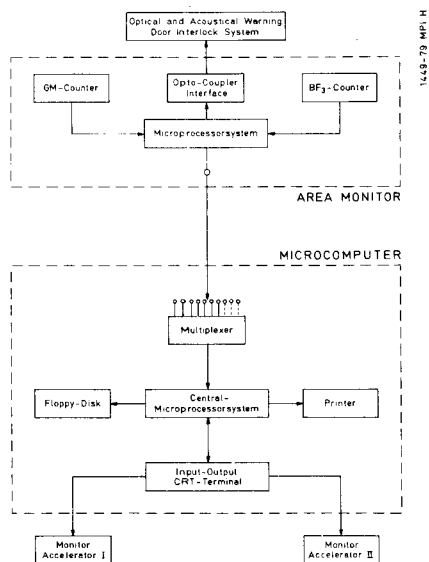 Optical and Acoustical Warning
Door Interlock System
1449-79 MPI H
GM-Counter
Opto-Coupler
Interface
BF3-Counter
Microprocessorsystem
AREA MONITOR
MICROCOMPUTER
Multiplexer
Floppy-Disk
Central-
Microprocessorsystem
Printer
Input-Output
CRT-Terminal
Monitor
Accelerator I
Monitor
Accelerator II